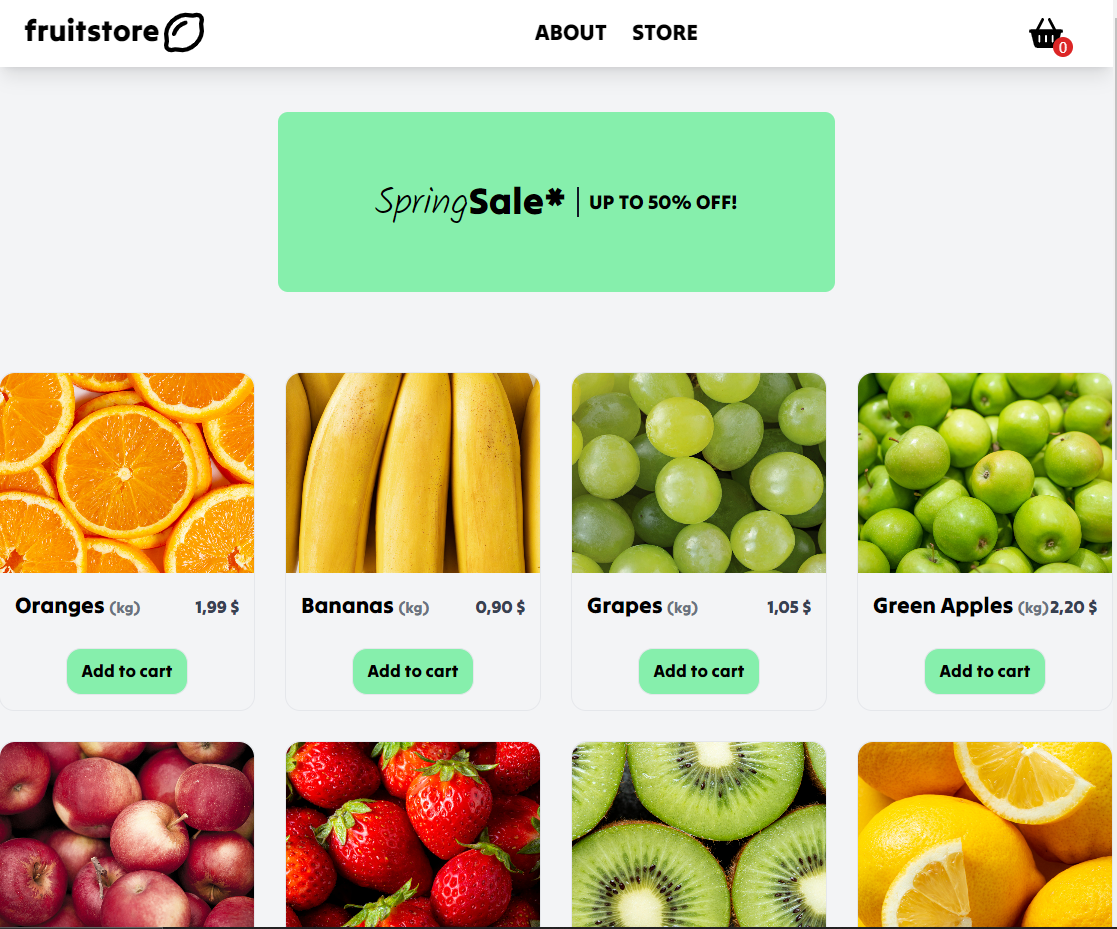 fruitstore
ABOUT STORE
0
SpringSale* | UP TO 50% OFF!
Oranges (kg) 1,99 $
Bananas (kg) 0,90 $
Grapes (kg) 1,05 $
Green Apples (kg) 2,20 $
Add to cart
Add to cart
Add to cart
Add to cart